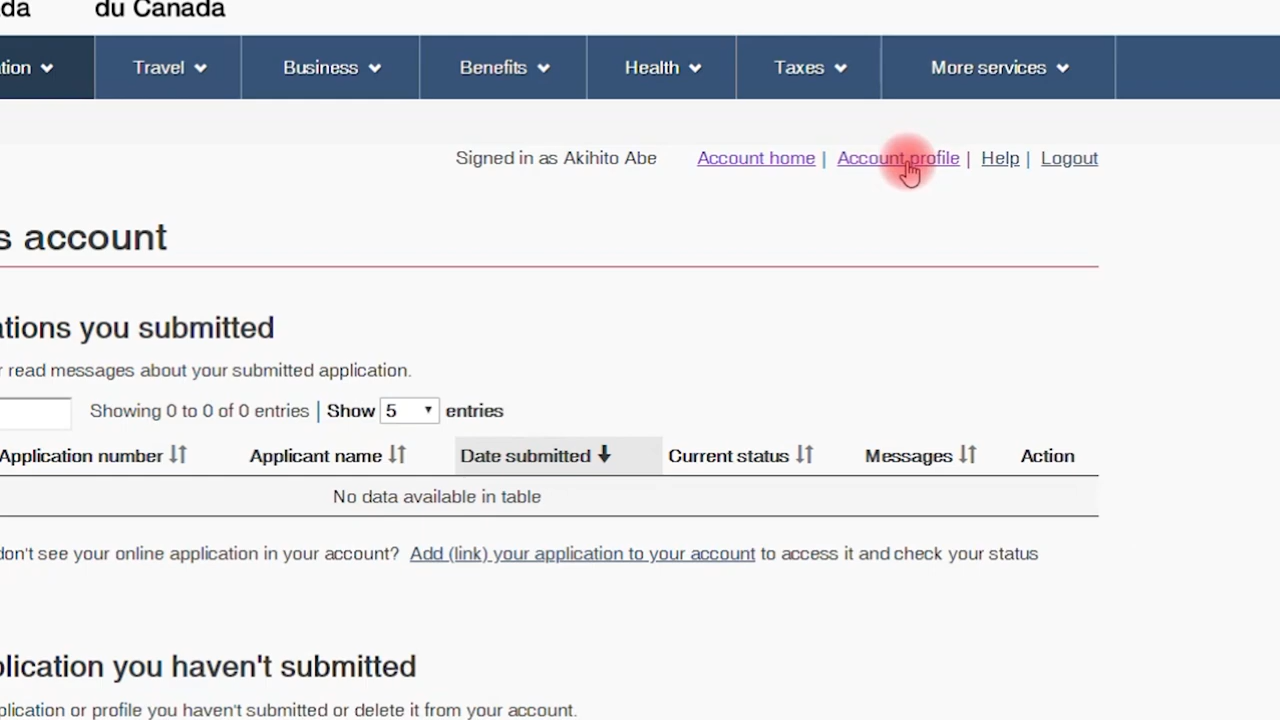 da du Canada
tion Travel Business Benefits Health Taxes More services
Signed in as Akihito Abe Account home | Account profile | Help | Logout
s account
ations you submitted
r read messages about your submitted application.
Showing 0 to 0 of 0 entries | Show 5 entries
Application number Applicant name Date submitted Current status Messages Action
No data available in table
don't see your online application in your account? Add (link) your application to your account to access it and check your status
plication you haven't submitted
plication or profile you haven't submitted or delete it from your account.